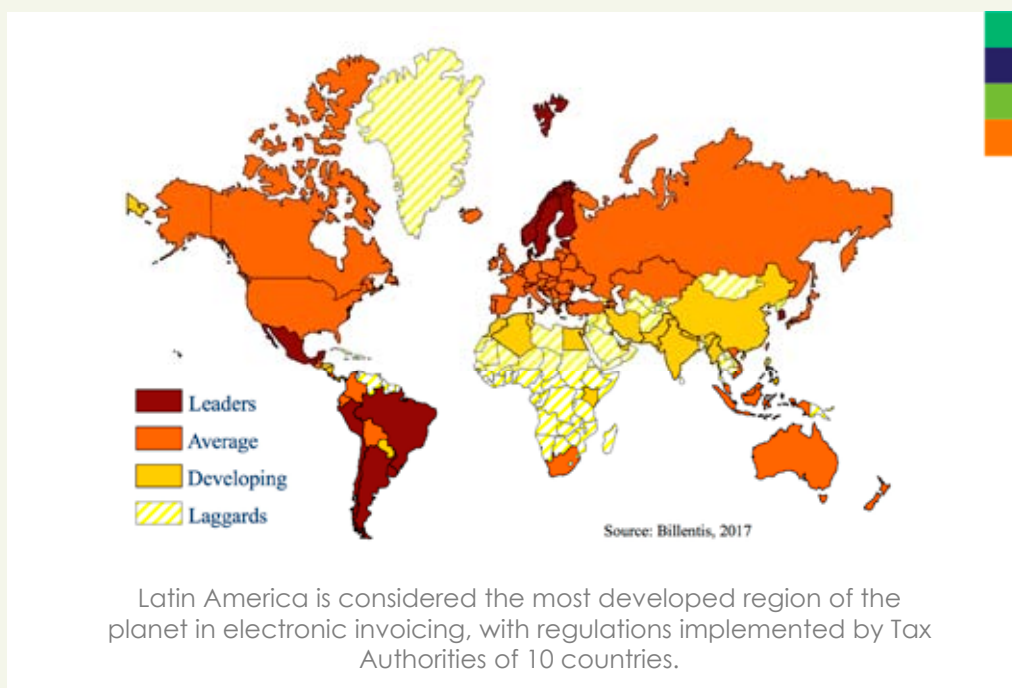 Leaders
Average
Developing
Laggards
Source: Billentis, 2017
Latin America is considered the most developed region of the
planet in electronic invoicing, with regulations implemented by Tax
Authorities of 10 countries.